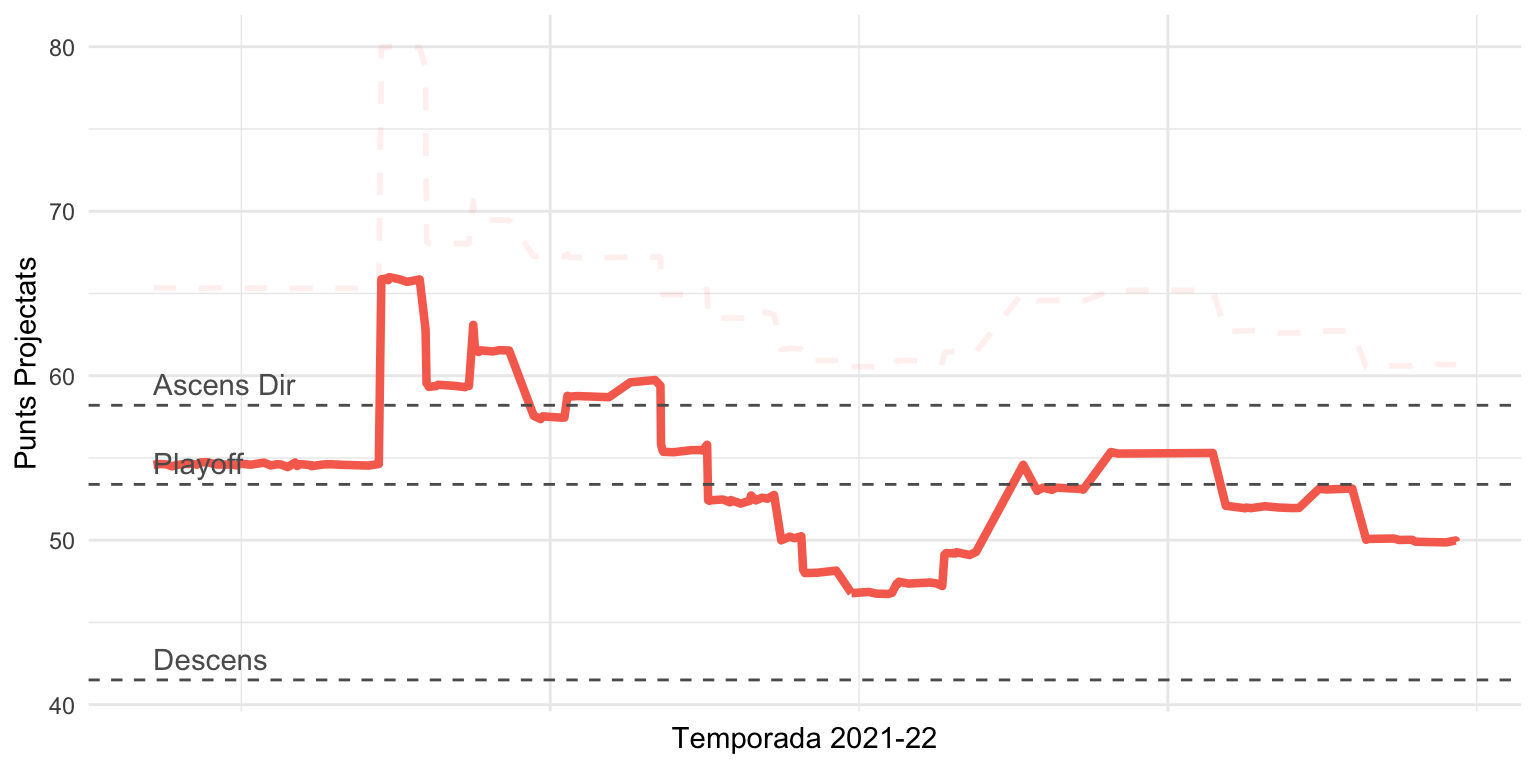 80
70
60
50
40
Punts Projectats
Ascens Dir
Playoff
Descens
Temporada 2021-22